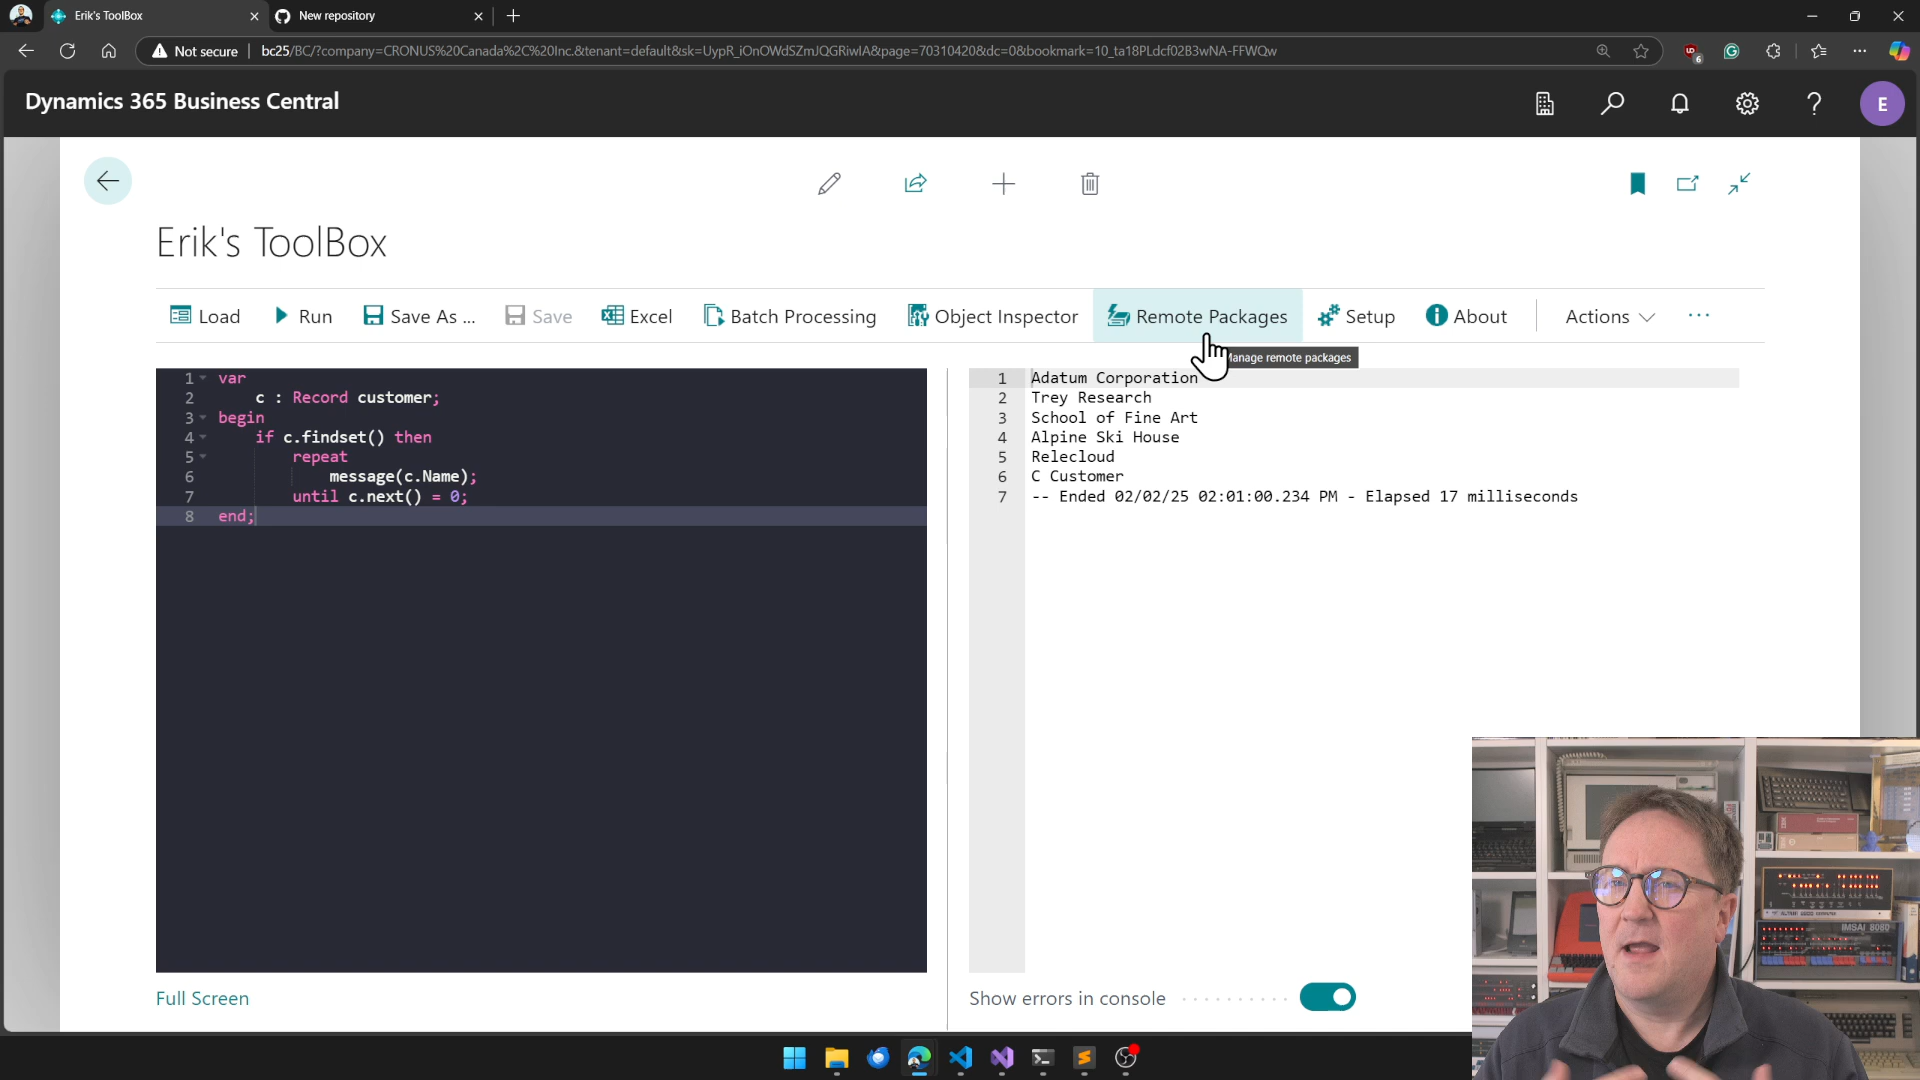 Erik's ToolBox
New repository
Not secure
bc25/BC/?company=CRONUS%20Canada%2C%20Inc.&tenant=default&sk=UypR_iOnOWdSZmJQGRiwIA&page=70310420&dc=0&bookmark=10_ta18PLdcf02B3wNA-FFWQw
6
Dynamics 365 Business Central
E
Erik's ToolBox
Load
Run
Save As ...
Save
Excel
Batch Processing
Object Inspector
Remote Packages
Setup
About
Actions
anage remote packages
1 var
2 c : Record customer;
3 begin
4 if c.findset() then
5 repeat
6 message(c.Name);
7 until c.next() = 0;
8 end;
1 Adatum Corporation
2 Trey Research
3 School of Fine Art
4 Alpine Ski House
5 Relecloud
6 C Customer
7 -- Ended 02/02/25 02:01:00.234 PM - Elapsed 17 milliseconds
Full Screen
Show errors in console
IMSAI 8080